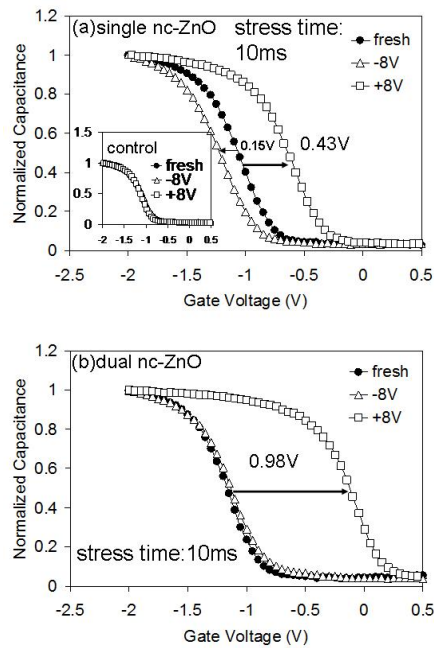 (a)single nc-ZnO
stress time:
10ms
fresh
-8V
+8V
0.15V
0.43V
control
fresh
-8V
+8V
1.5
1
0.5
0
-2 -1.5 -1 -0.5 0 0.5
Normalized Capacitance
1.2
1
0.8
0.6
0.4
0.2
0
-2.5 -2 -1.5 -1 -0.5 0 0.5
Gate Voltage (V)
(b)dual nc-ZnO
fresh
-8V
+8V
0.98V
stress time:10ms
Normalized Capacitance
1.2
1
0.8
0.6
0.4
0.2
0
-2.5 -2 -1.5 -1 -0.5 0 0.5
Gate Voltage (V)